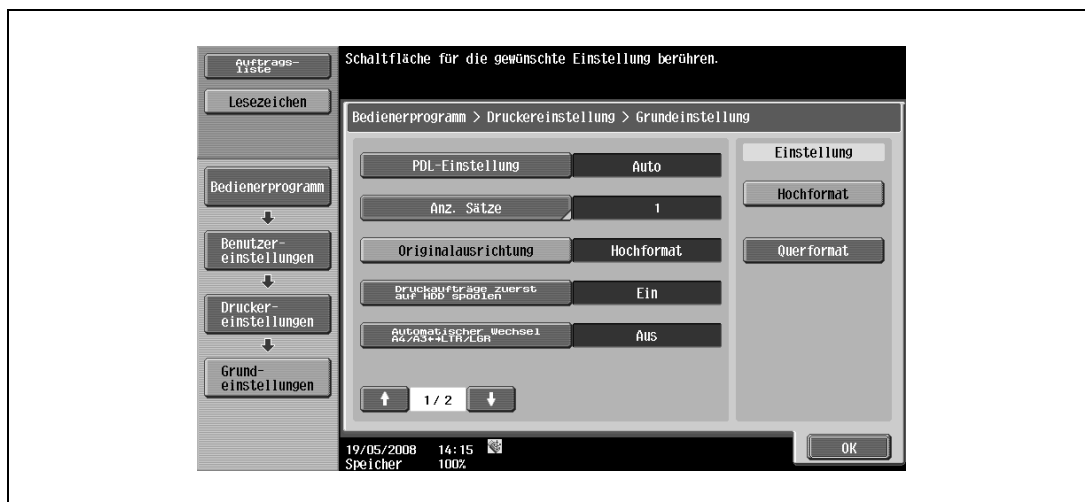 Auftrags-
liste
Lesezeichen
Bedienerprogramm
Benutzer-
einstellungen
Drucker-
einstellungen
Grund-
einstellungen
Schaltfläche für die gewünschte Einstellung berühren.
Bedienerprogramm > Druckereinstellung > Grundeinstellung
PDL-Einstellung Auto
Anz. Sätze 1
Originalausrichtung Hochformat
Druckaufträge zuerst
auf HDD spoolen Ein
Automatischer Wechsel
A4/A3↔LTR/LGR Aus
1/ 2
Einstellung
Hochformat
Querformat
19/05/2008 14:15
Speicher 100%
OK